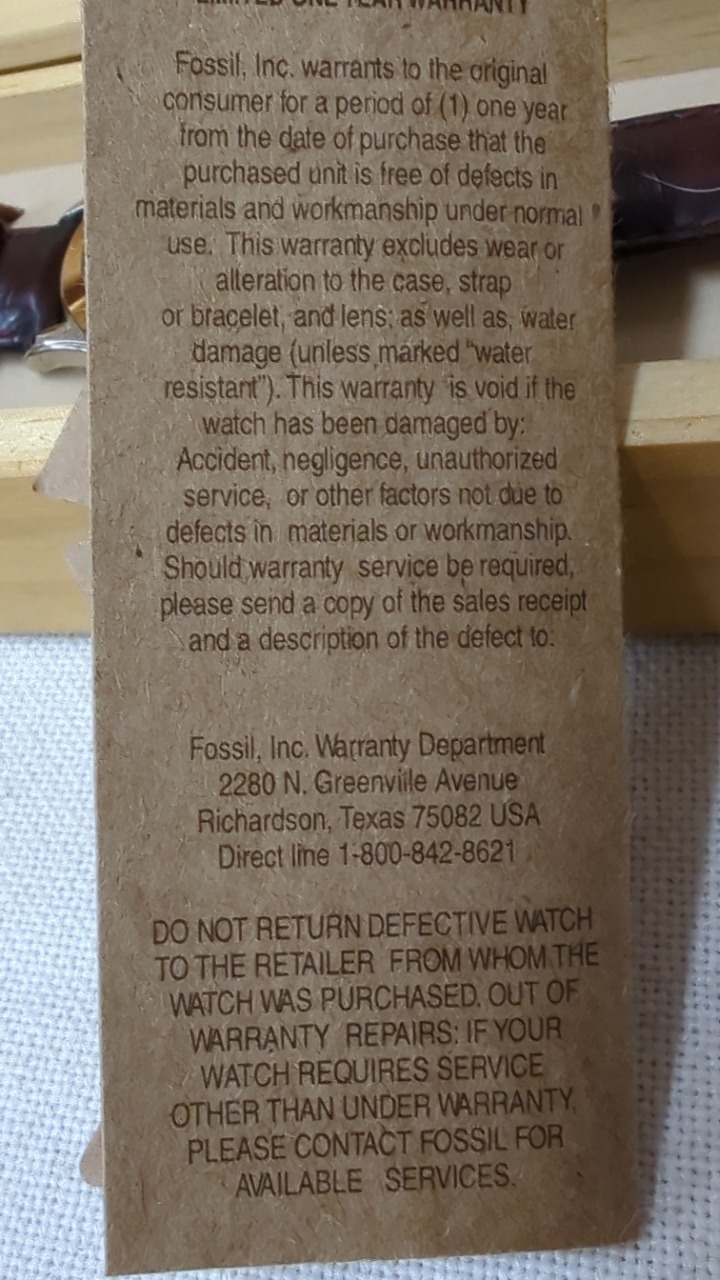 LIMITED ONE YEAR WARRANTY
Fossil, Inc. warrants to the original
consumer for a period of (1) one year
from the date of purchase that the
purchased unit is free of defects in
materials and workmanship under normal
use. This warranty excludes wear or
alteration to the case, strap
or bracelet, and lens; as well as, water
damage (unless marked "water
resistant"). This warranty is void if the
watch has been damaged by:
Accident, negligence, unauthorized
service, or other factors not due to
defects in materials or workmanship.
Should warranty service be required,
please send a copy of the sales receipt
and a description of the defect to:
Fossil, Inc. Warranty Department
2280 N. Greenville Avenue
Richardson, Texas 75082 USA
Direct line 1-800-842-8621
DO NOT RETURN DEFECTIVE WATCH
TO THE RETAILER FROM WHOM THE
WATCH WAS PURCHASED. OUT OF
WARRANTY REPAIRS: IF YOUR
WATCH REQUIRES SERVICE
OTHER THAN UNDER WARRANTY,
PLEASE CONTACT FOSSIL FOR
AVAILABLE SERVICES.